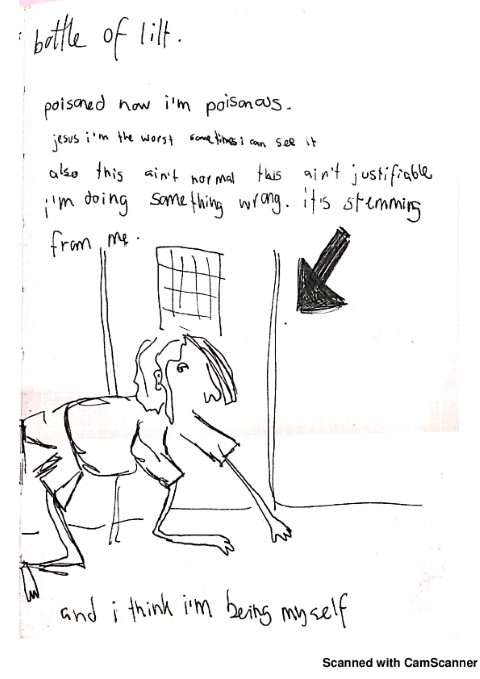 bottle of lilt.
poisoned now i'm poisonous.
jesus i'm the worst sometimes i can see it
also this ain't normal this ain't justifiable
i'm doing something wrong. it is stemming
from me.
and i think i'm being myself
Scanned with CamScanner